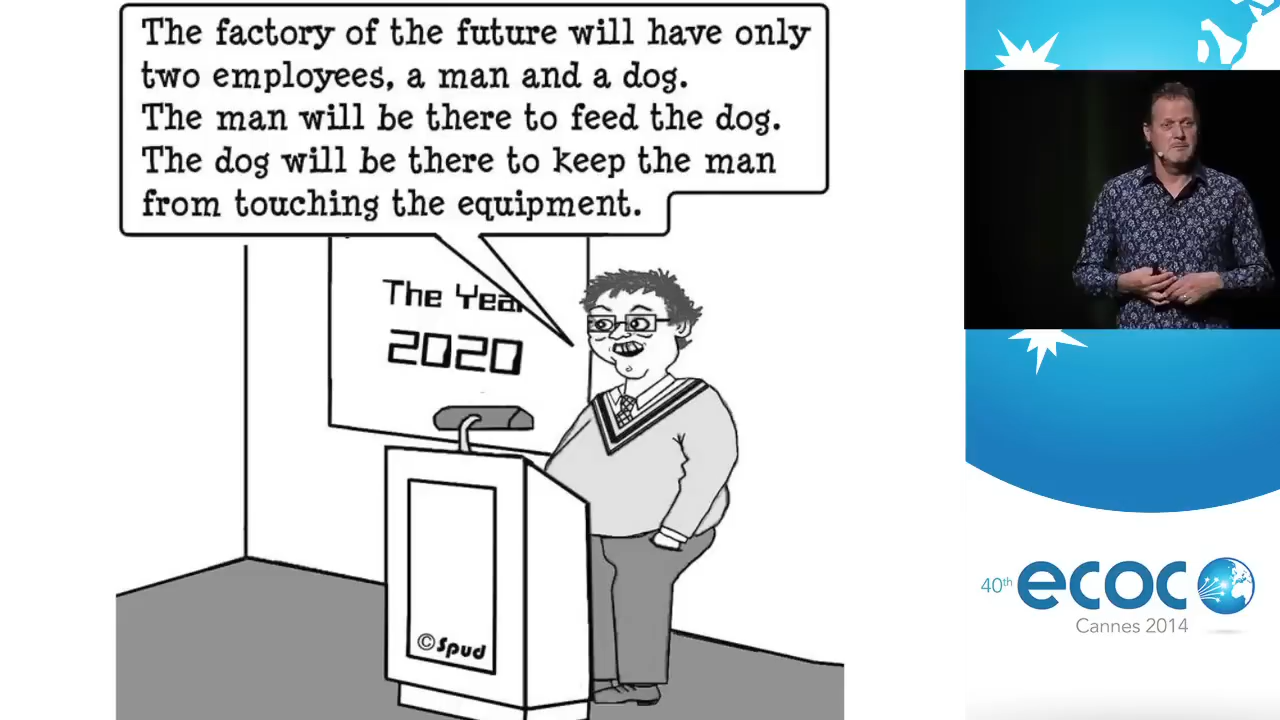 The factory of the future will have only
two employees, a man and a dog.
The man will be there to feed the dog.
The dog will be there to keep the man
from touching the equipment.
The Year
2020
©Spud
40th ecoc
Cannes 2014